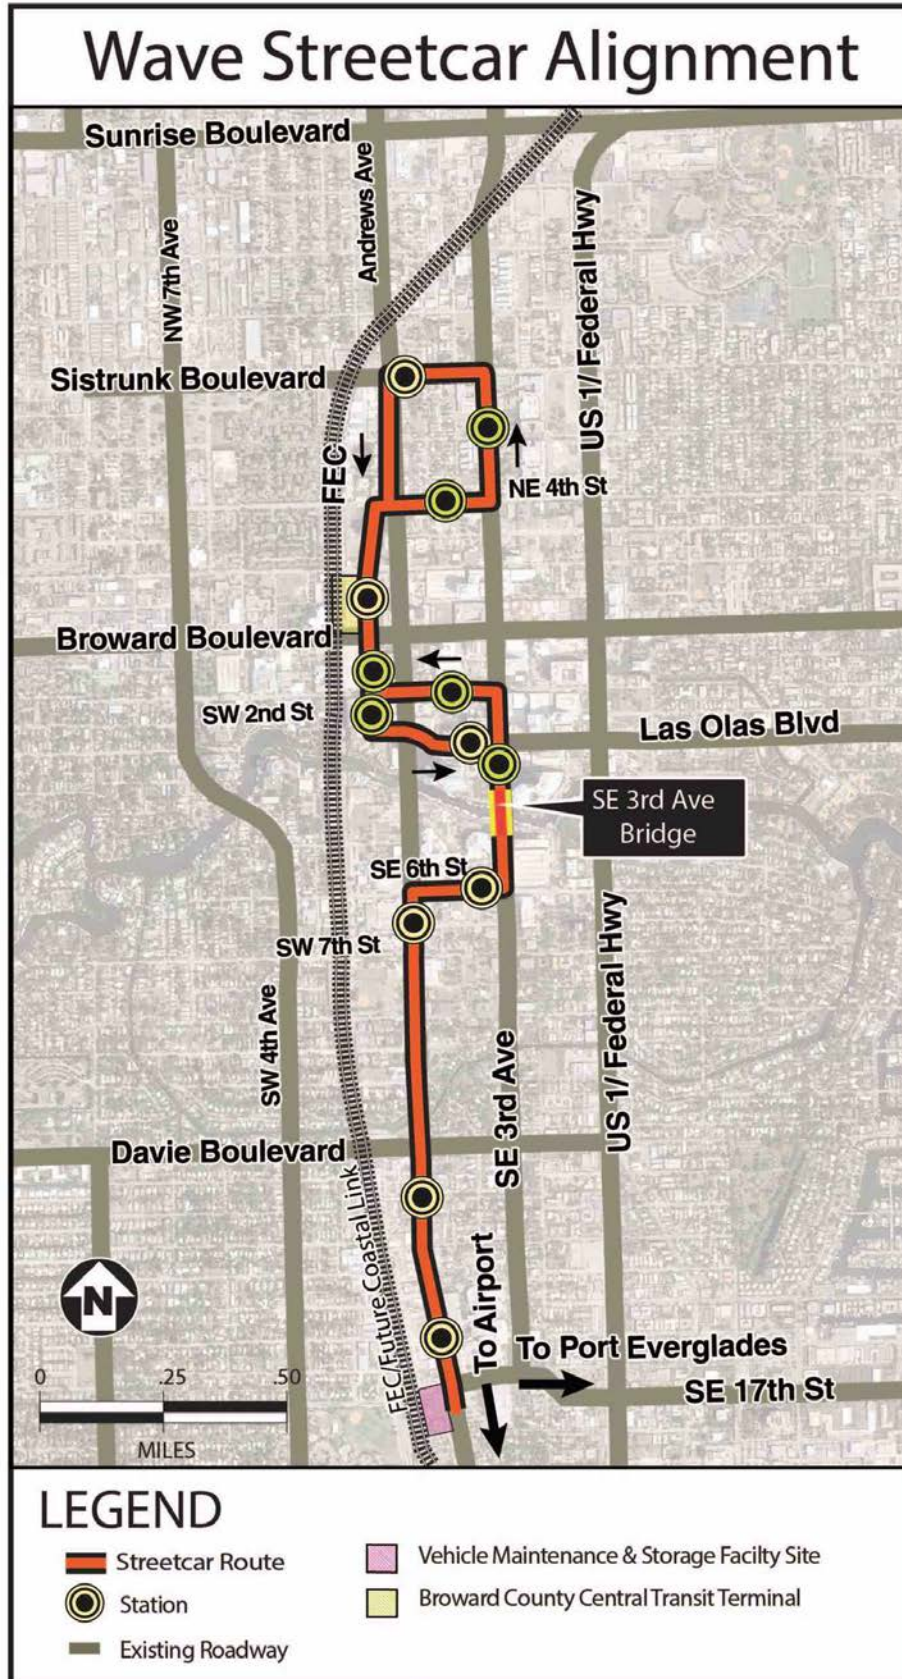 Wave Streetcar Alignment
Sunrise Boulevard
Andrews Ave
NW 7th Ave
US 1/ Federal Hwy
Sistrunk Boulevard
FEC
NE 4th St
Broward Boulevard
SW 2nd St
Las Olas Blvd
SE 3rd Ave
Bridge
SE 6th St
SW 7th St
US 1/ Federal Hwy
SW 4th Ave
SE 3rd Ave
Davie Boulevard
FEC/Future Coastal Link
N
To Airport
To Port Everglades
0 .25 .50
SE 17th St
MILES
LEGEND
Streetcar Route
Station
Existing Roadway
Vehicle Maintenance & Storage Facilty Site
Broward County Central Transit Terminal